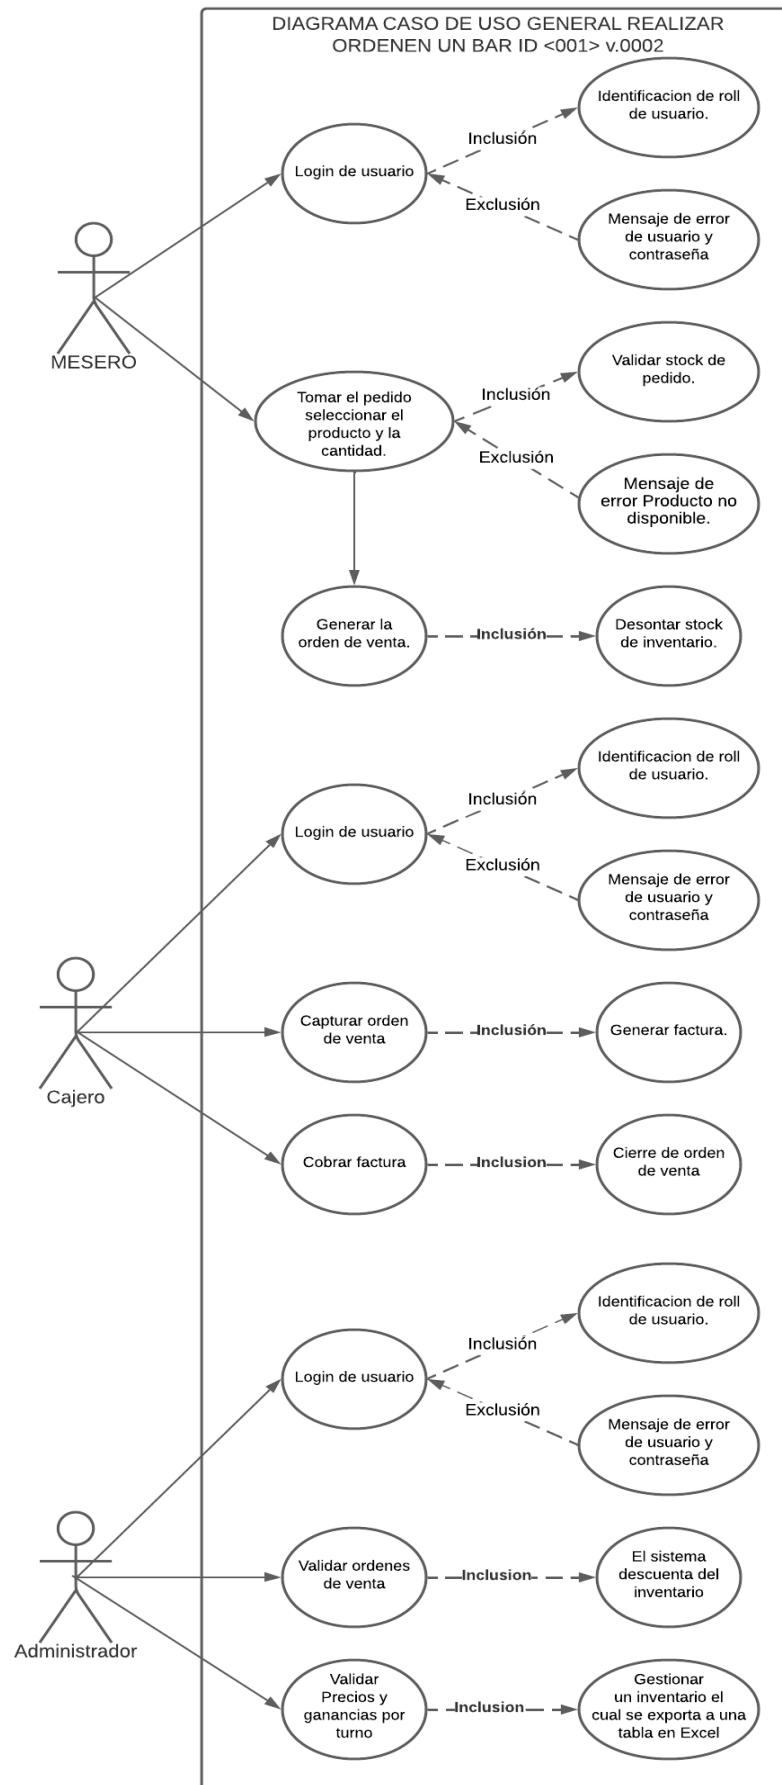 DIAGRAMA CASO DE USO GENERAL REALIZAR
ORDENEN UN BAR ID <001> v.0002
Identificacion de roll
de usuario.
Inclusión
Login de usuario
Exclusión
Mensaje de error
de usuario y
contraseña
MESERO
Validar stock de
pedido.
Inclusión
Tomar el pedido
seleccionar el
producto y la
cantidad.
Exclusión
Mensaje de
error Producto no
disponible.
Generar la
orden de venta.
Inclusión
Desontar stock
de inventario.
Identificacion de roll
de usuario.
Inclusión
Login de usuario
Exclusión
Mensaje de error
de usuario y
contraseña
Capturar orden
de venta
Inclusión
Generar factura.
Cajero
Cobrar factura
Inclusion
Cierre de orden
de venta
Identificacion de roll
de usuario.
Inclusión
Login de usuario
Exclusión
Mensaje de error
de usuario y
contraseña
Validar ordenes
de venta
Inclusion
El sistema
descuenta del
inventario
Administrador
Validar
Precios y
ganancias por
turno
Inclusion
Gestionar
un inventario el
cual se exporta a una
tabla en Excel